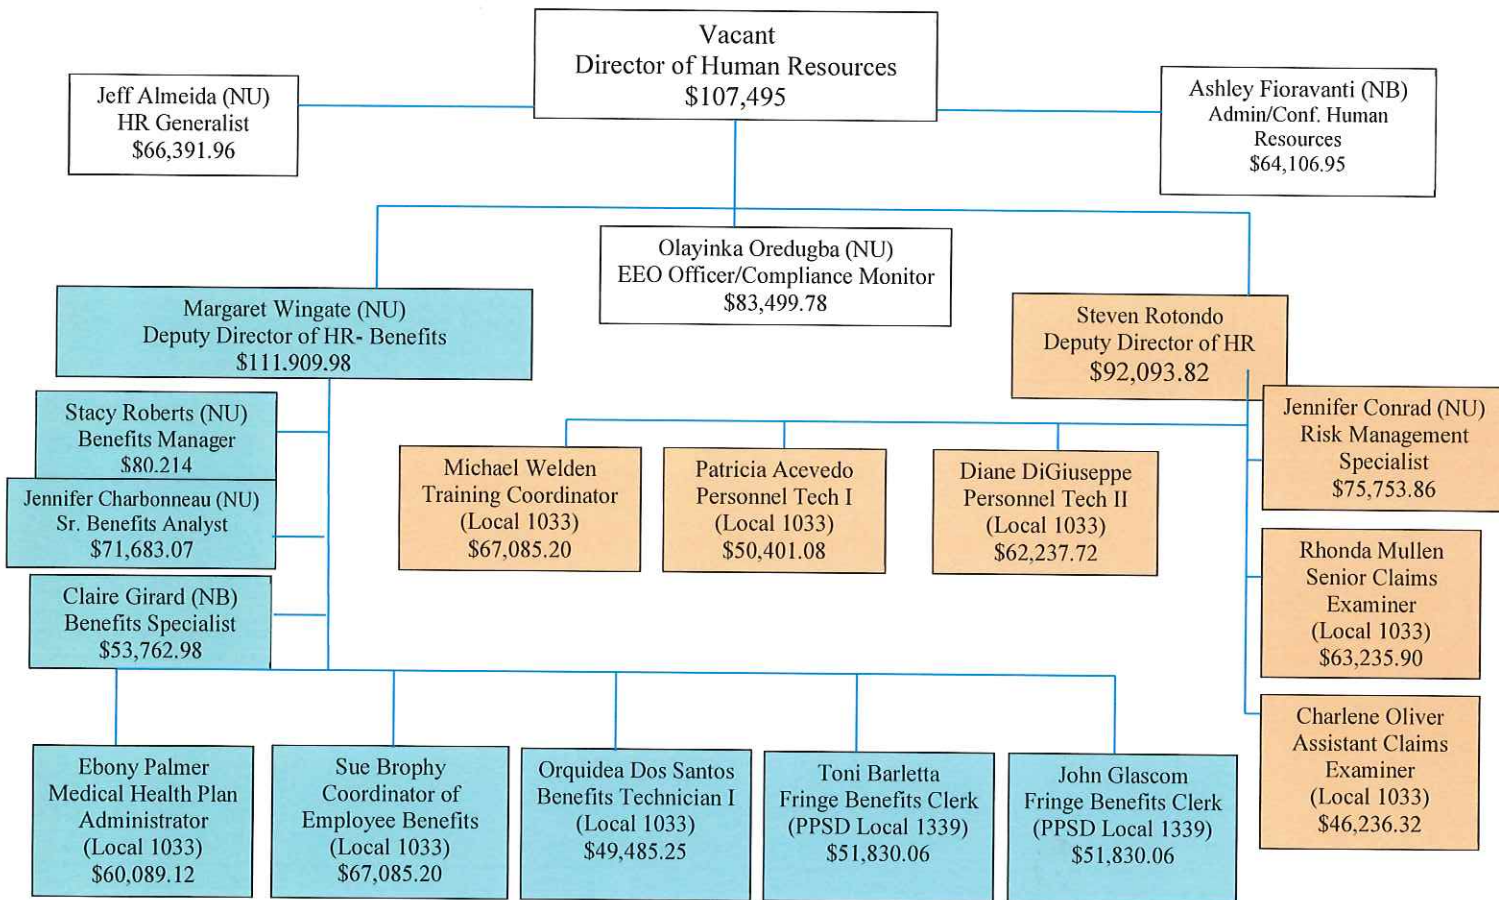 Vacant
Director of Human Resources
$107,495
Jeff Almeida (NU)
HR Generalist
$66,391.96
Ashley Fioravanti (NB)
Admin/Conf. Human
Resources
$64,106.95
Olayinka Oredugba (NU)
EEO Officer/Compliance Monitor
$83,499.78
Margaret Wingate (NU)
Deputy Director of HR- Benefits
$111.909.98
Steven Rotondo
Deputy Director of HR
$92,093.82
Stacy Roberts (NU)
Benefits Manager
$80.214
Jennifer Charbonneau (NU)
Sr. Benefits Analyst
$71,683.07
Claire Girard (NB)
Benefits Specialist
$53,762.98
Michael Welden
Training Coordinator
(Local 1033)
$67,085.20
Patricia Acevedo
Personnel Tech I
(Local 1033)
$50,401.08
Diane DiGiuseppe
Personnel Tech II
(Local 1033)
$62,237.72
Jennifer Conrad (NU)
Risk Management
Specialist
$75,753.86
Rhonda Mullen
Senior Claims
Examiner
(Local 1033)
$63,235.90
Charlene Oliver
Assistant Claims
Examiner
(Local 1033)
$46,236.32
Ebony Palmer
Medical Health Plan
Administrator
(Local 1033)
$60,089.12
Sue Brophy
Coordinator of
Employee Benefits
(Local 1033)
$67,085.20
Orquidea Dos Santos
Benefits Technician I
(Local 1033)
$49,485.25
Toni Barletta
Fringe Benefits Clerk
(PPSD Local 1339)
$51,830.06
John Glascom
Fringe Benefits Clerk
(PPSD Local 1339)
$51,830.06